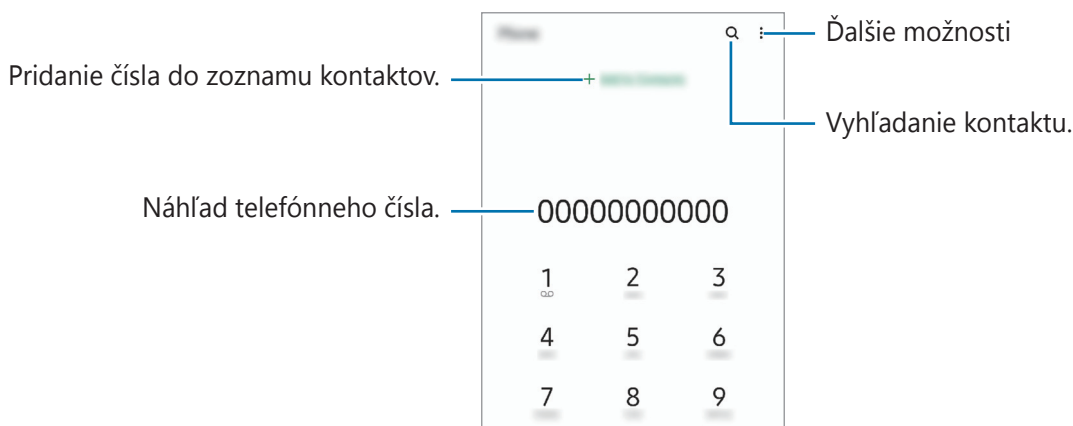 Ďalšie možnosti
Pridanie čísla do zoznamu kontaktov.
+
Vyhľadanie kontaktu.
Náhľad telefónneho čísla.
00000000000
1 2 3
4 5 6
7 8 9